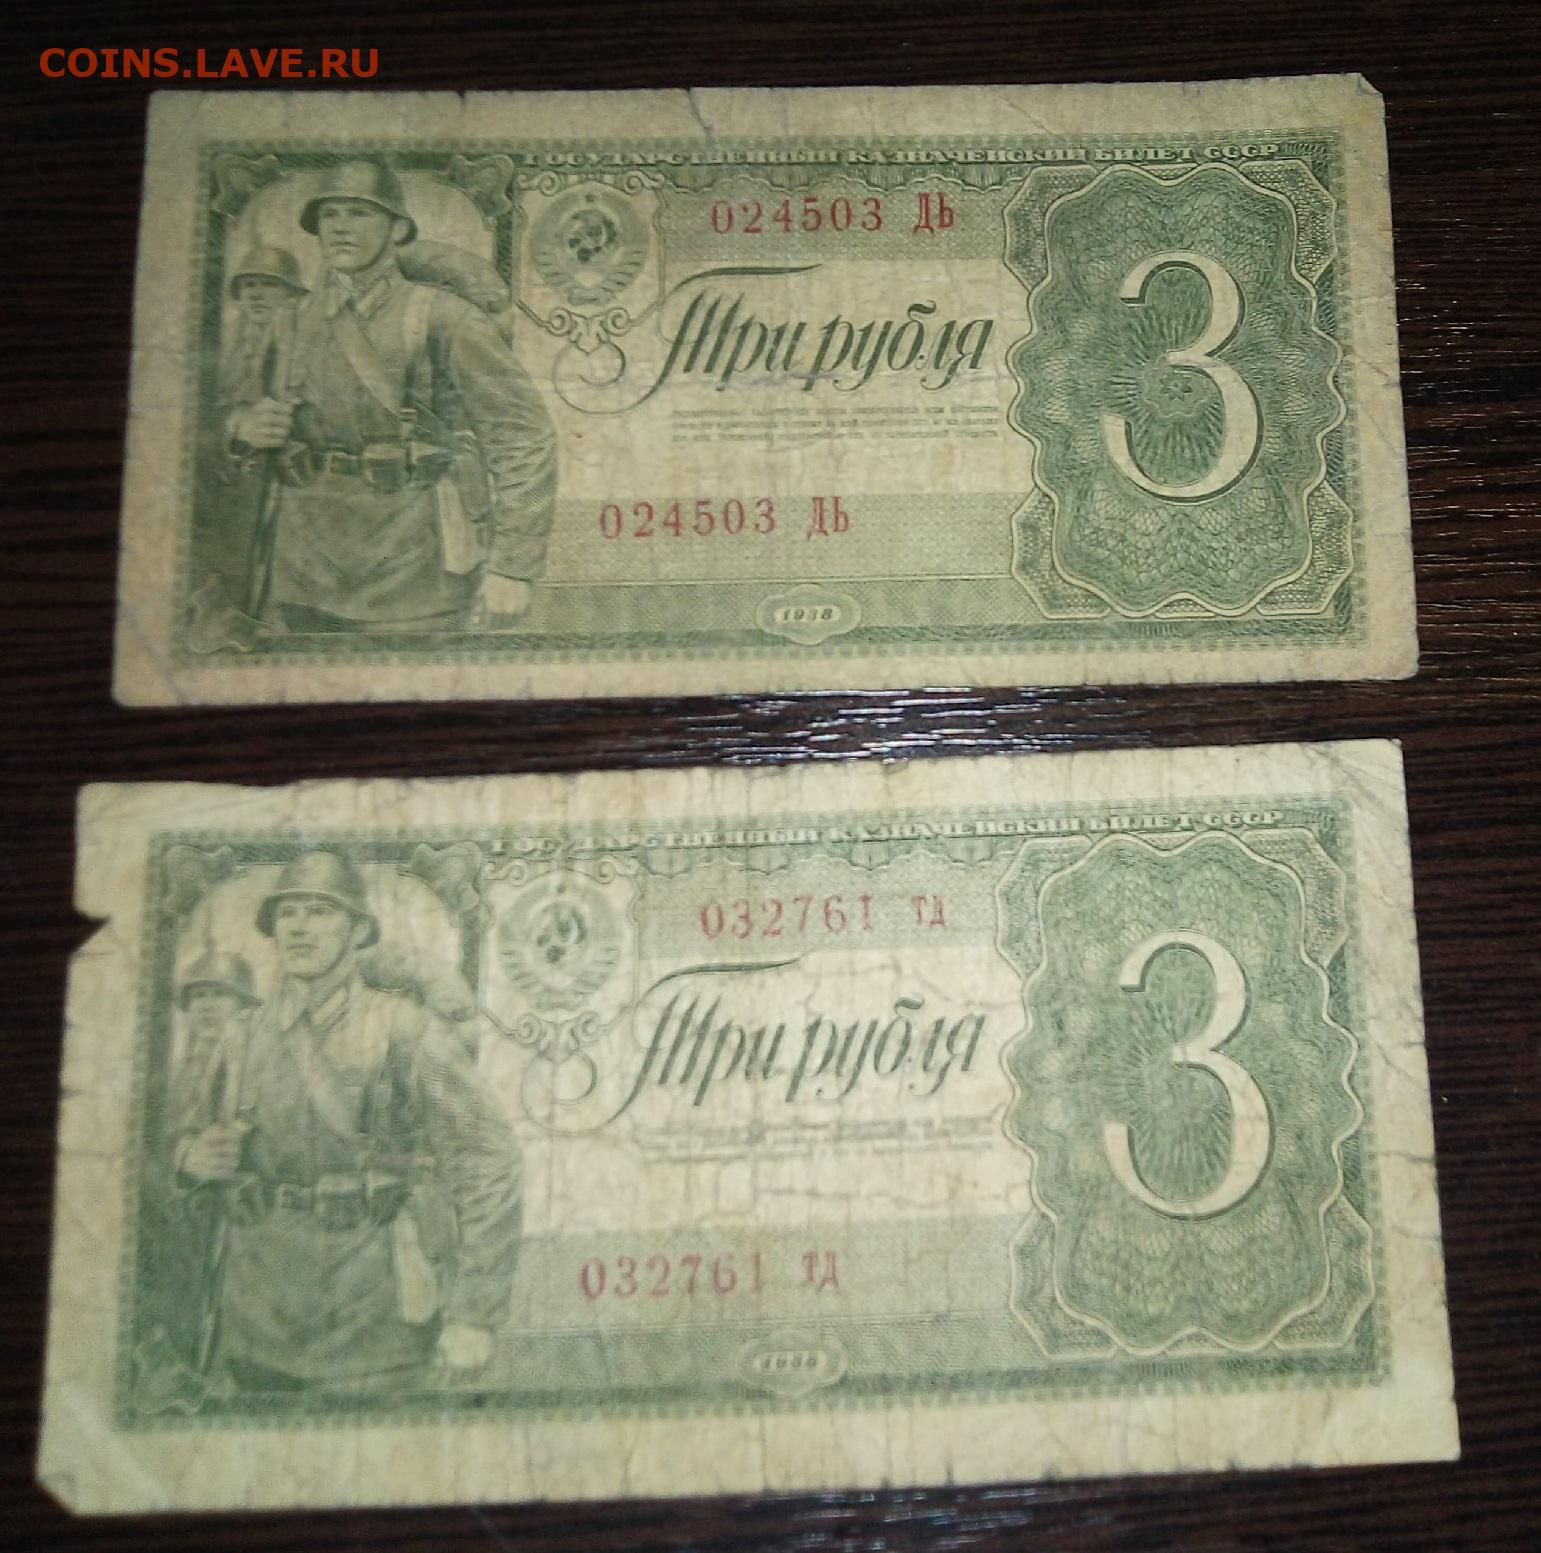 COINS.LAVE.RU
ГОСУДАРСТВЕННЫЙ КАЗНАЧЕЙСКИЙ БИЛЕТ СССР
024503 ДЬ
Три рубля
3
024503 ДЬ
1938
ГОСУДАРСТВЕННЫЙ КАЗНАЧЕЙСКИЙ БИЛЕТ СССР
032761 ТД
Три рубля
3
032761 ТД
1938